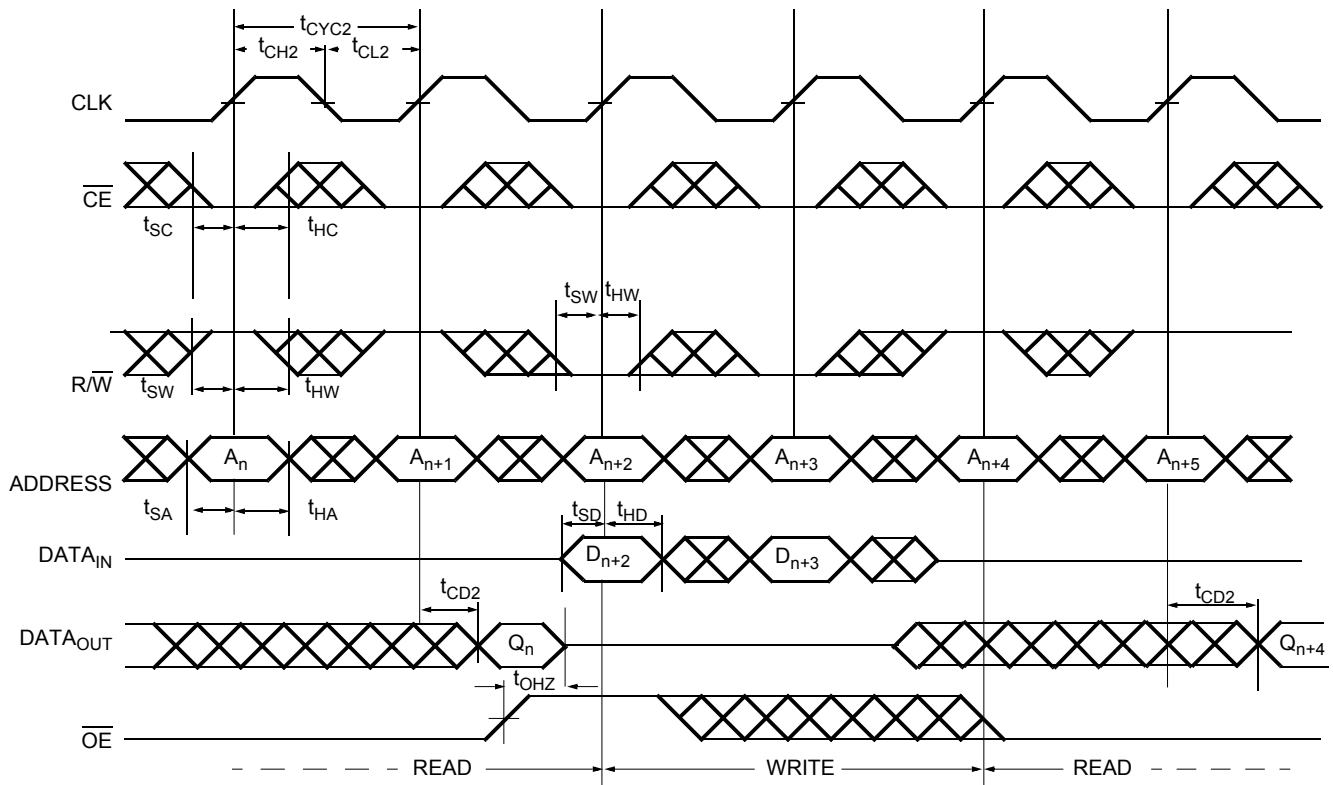 tCYC2
tCH2 tCL2
CLK
CE
tSC tHC
tSW tHW
R/W
tSW tHW
An An+1 An+2 An+3 An+4 An+5
ADDRESS
tSA tHA tSD tHD
DATAIN Dn+2 Dn+3
tCD2 tCD2
DATAOUT Qn Qn+4
tOHZ
OE
READ WRITE READ